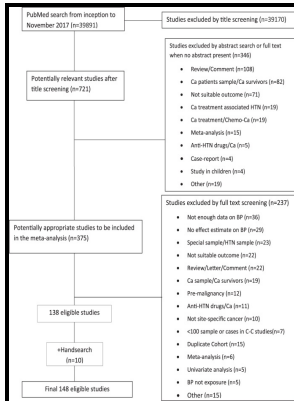 PubMed search from inception to
November 2017 (n=39891)
Studies excluded by title screening (n=39170)
Studies excluded by abstract search or full text
when no abstract present (n=346)
• Review/Comment (n=108)
• Ca patients sample/Ca survivors (n=82)
• Not suitable outcome (n=71)
• Ca treatment associated HTN (n=19)
• Ca treatment/Chemo-Ca (n=19)
• Meta-analysis (n=15)
• Anti-HTN drugs/Ca (n=5)
• Case-report (n=4)
• Study in children (n=4)
• Other (n=19)
Potentially relevant studies after
title screening (n=721)
Studies excluded by full text screening (n=237)
• Not enough data on BP (n=36)
• No effect estimate on BP (n=29)
• Special sample/HTN sample (n=23)
• Not suitable outcome (n=22)
• Review/Letter/Comment (n=22)
• Ca sample/Ca survivors (n=19)
• Pre-malignancy (n=12)
• Anti-HTN drugs/Ca (n=11)
• Not site-specific cancer (n=10)
• <100 sample or cases in C-C studies(n=7)
• Duplicate Cohort (n=15)
• Meta-analysis (n=6)
• Univariate analysis (n=5)
• BP not exposure (n=5)
• Other (n=15)
Potentially appropriate studies to be included
in the meta-analysis (n=375)
138 eligible studies
+Handsearch
(n=10)
Final 148 eligible studies